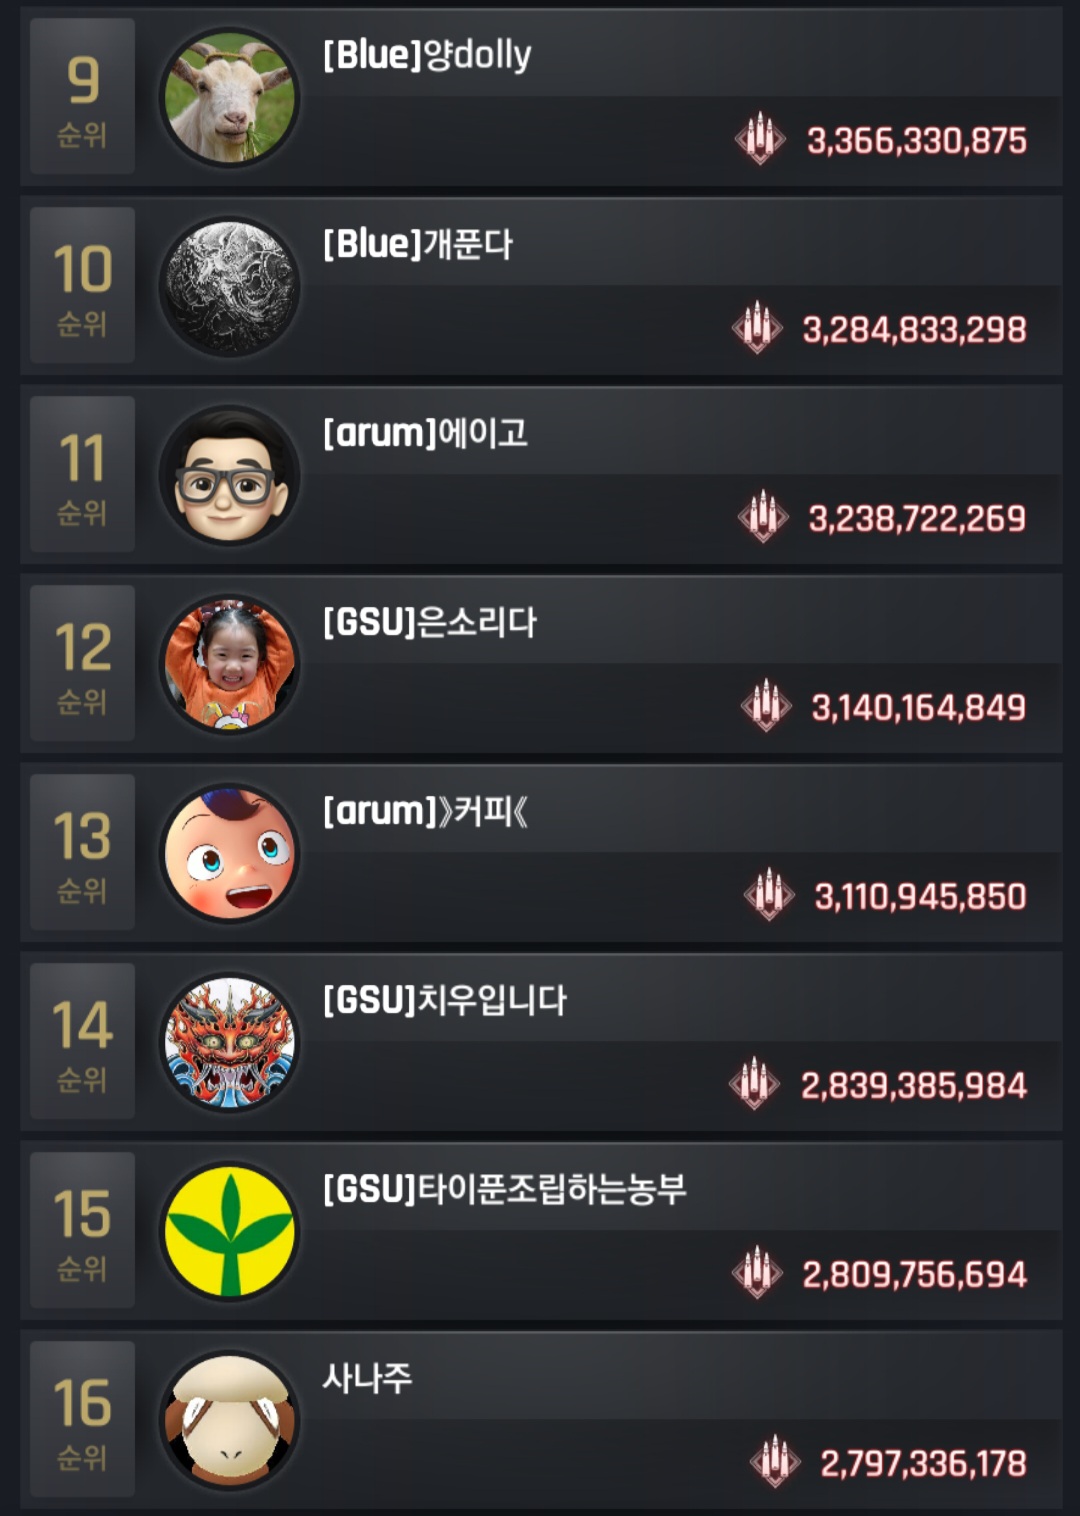 9
순위
[Blue]양dolly
3,366,330,875
10
순위
[Blue]개푼다
3,284,833,298
11
순위
[arum]에이고
3,238,722,269
12
순위
[GSU]은소리다
3,140,164,849
13
순위
[arum]》커피《
3,110,945,850
14
순위
[GSU]치우입니다
2,839,385,984
15
순위
[GSU]타이푼조립하는농부
2,809,756,694
16
순위
사나주
2,797,336,178